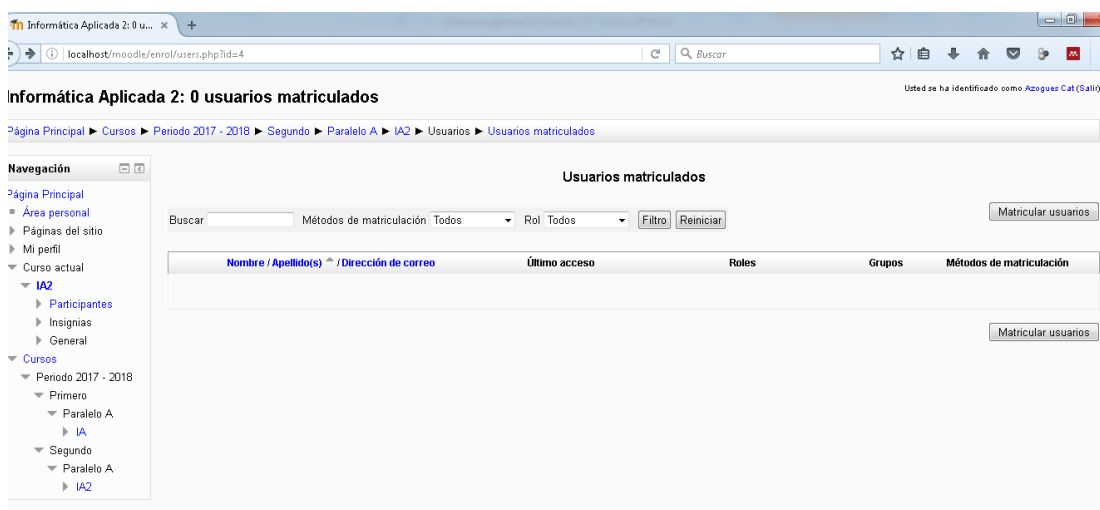 Informática Aplicada 2: 0 u... × +
localhost/moodle/enrol/users.php?id=4 Buscar
Informática Aplicada 2: 0 usuarios matriculados
Usted se ha identificado como Azogues Cat (Salir)
Página Principal ► Cursos ► Periodo 2017 - 2018 ► Segundo ► Paralelo A ► IA2 ► Usuarios ► Usuarios matriculados
Navegación
Página Principal
Área personal
Páginas del sitio
Mi perfil
Curso actual
IA2
Participantes
Insignias
General
Cursos
Periodo 2017 - 2018
Primero
Paralelo A
IA
Segundo
Paralelo A
IA2
Usuarios matriculados
Matricular usuarios
Buscar Métodos de matriculación Todos Rol Todos Filtro Reiniciar
Nombre / Apellido(s) / Dirección de correo Último acceso Roles Grupos Métodos de matriculación
Matricular usuarios